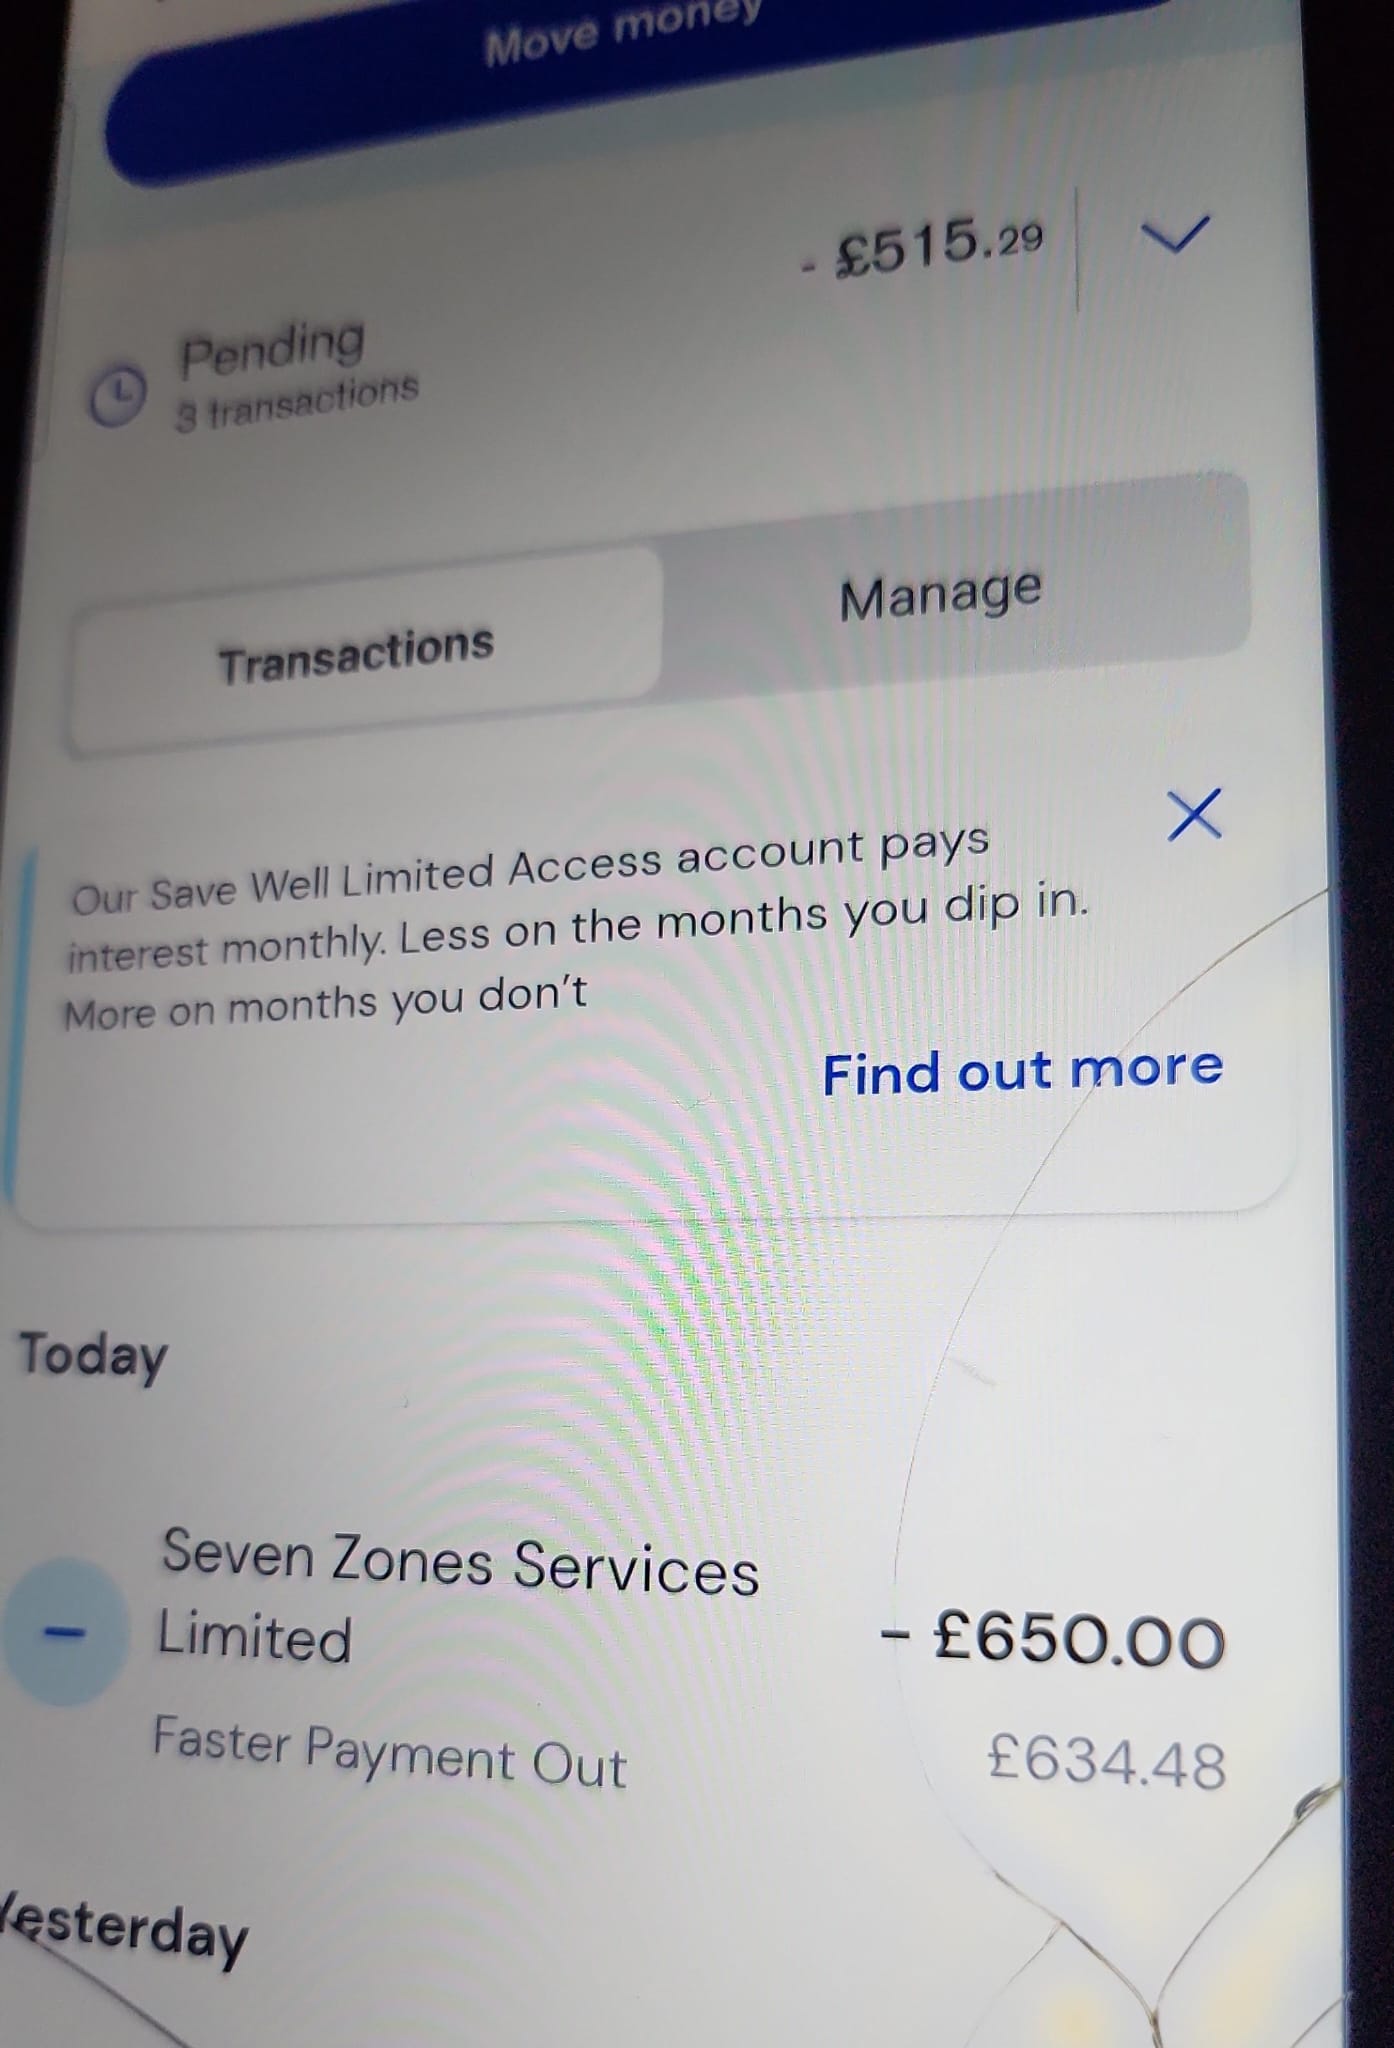 Move money
- £515.29
Pending
3 transactions
Transactions
Manage
Our Save Well Limited Access account pays
interest monthly. Less on the months you dip in.
More on months you don't
Find out more
Today
Seven Zones Services
Limited
- £650.00
Faster Payment Out
£634.48
Yesterday